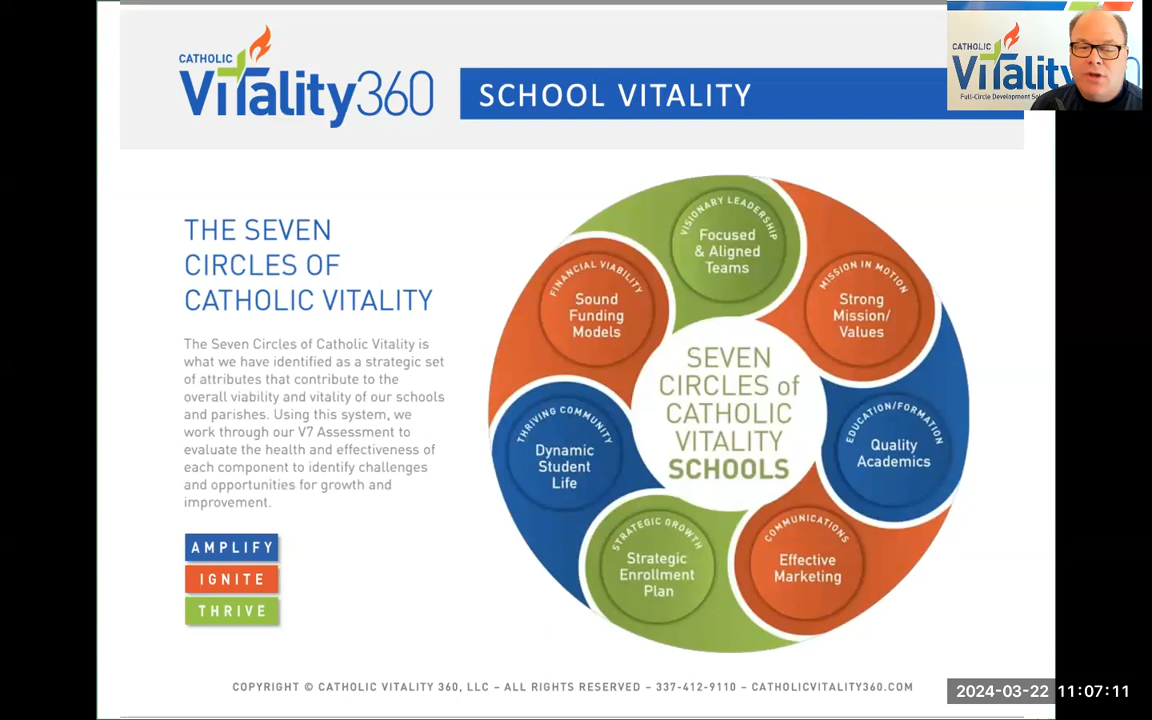 CATHOLIC
Vitality360
SCHOOL VITALITY
CATHOLIC
Vitality
Full-Circle Development
THE SEVEN
CIRCLES OF
CATHOLIC VITALITY
The Seven Circles of Catholic Vitality is
what we have identified as a strategic set
of attributes that contribute to the
overall viability and vitality of our schools
and parishes. Using this system, we
work through our V7 Assessment to
evaluate the health and effectiveness of
each component to identify challenges
and opportunities for growth and
improvement.
AMPLIFY
IGNITE
THRIVE
VISIONARY LEADERSHIP
Focused
& Aligned
Teams
MISSION IN MOTION
Strong
Mission/
Values
EDUCATION/FORMATION
Quality
Academics
COMMUNICATIONS
Effective
Marketing
STRATEGIC GROWTH
Strategic
Enrollment
Plan
THRIVING COMMUNITY
Dynamic
Student
Life
FINANCIAL VIABILITY
Sound
Funding
Models
SEVEN
CIRCLES of
CATHOLIC
VITALITY
SCHOOLS
COPYRIGHT © CATHOLIC VITALITY 360, LLC – ALL RIGHTS RESERVED – 337-412-9110 – CATHOLICVITALITY360.COM
2024-03-22 11:07:11